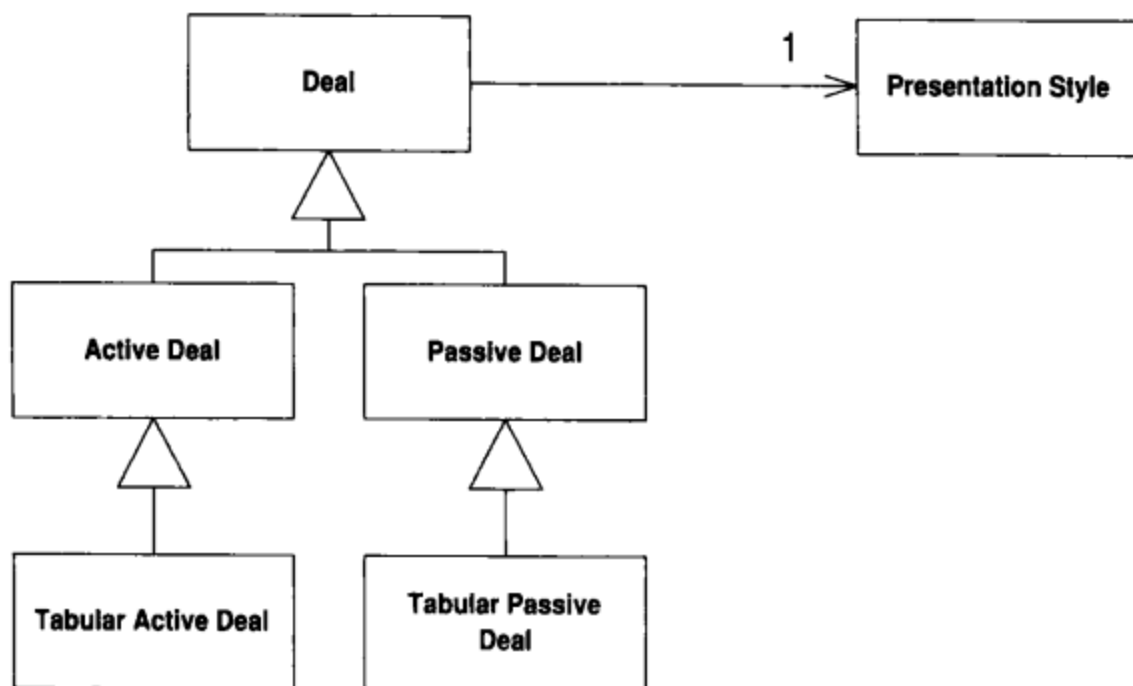 Deal
1
Presentation Style
Active Deal
Passive Deal
Tabular Active Deal
Tabular Passive
Deal